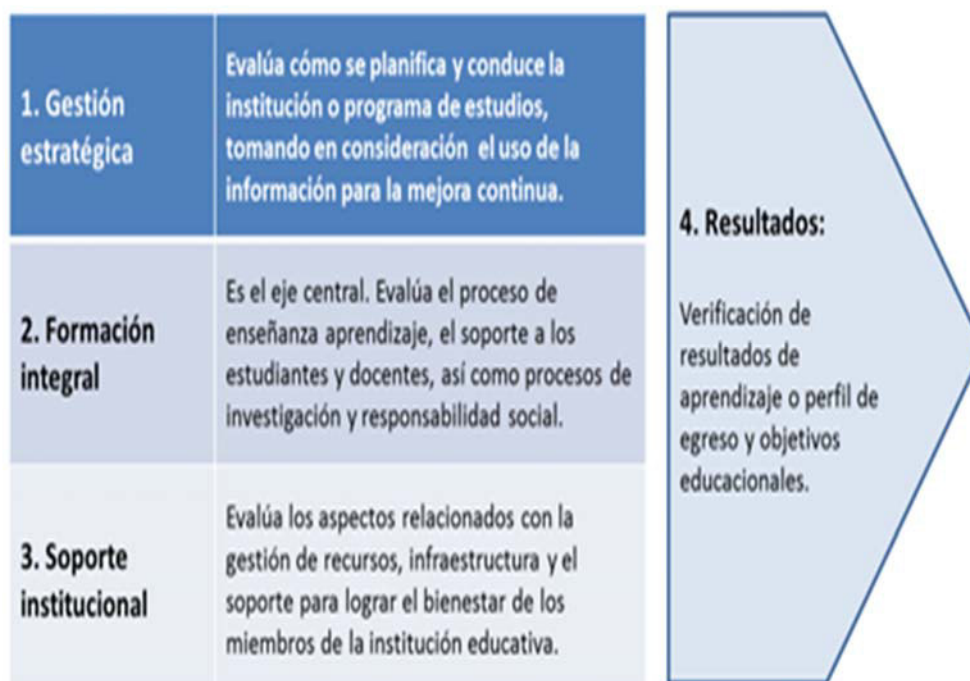 1. Gestión
estratégica
Evalúa cómo se planifica y conduce la
institución o programa de estudios,
tomando en consideración el uso de la
información para la mejora continua.
2. Formación
integral
Es el eje central. Evalúa el proceso de
enseñanza aprendizaje, el soporte a los
estudiantes y docentes, así como procesos de
investigación y responsabilidad social.
3. Soporte
institucional
Evalúa los aspectos relacionados con la
gestión de recursos, infraestructura y el
soporte para lograr el bienestar de los
miembros de la institución educativa.
4. Resultados:
Verificación de
resultados de
aprendizaje o perfil de
egreso y objetivos
educacionales.